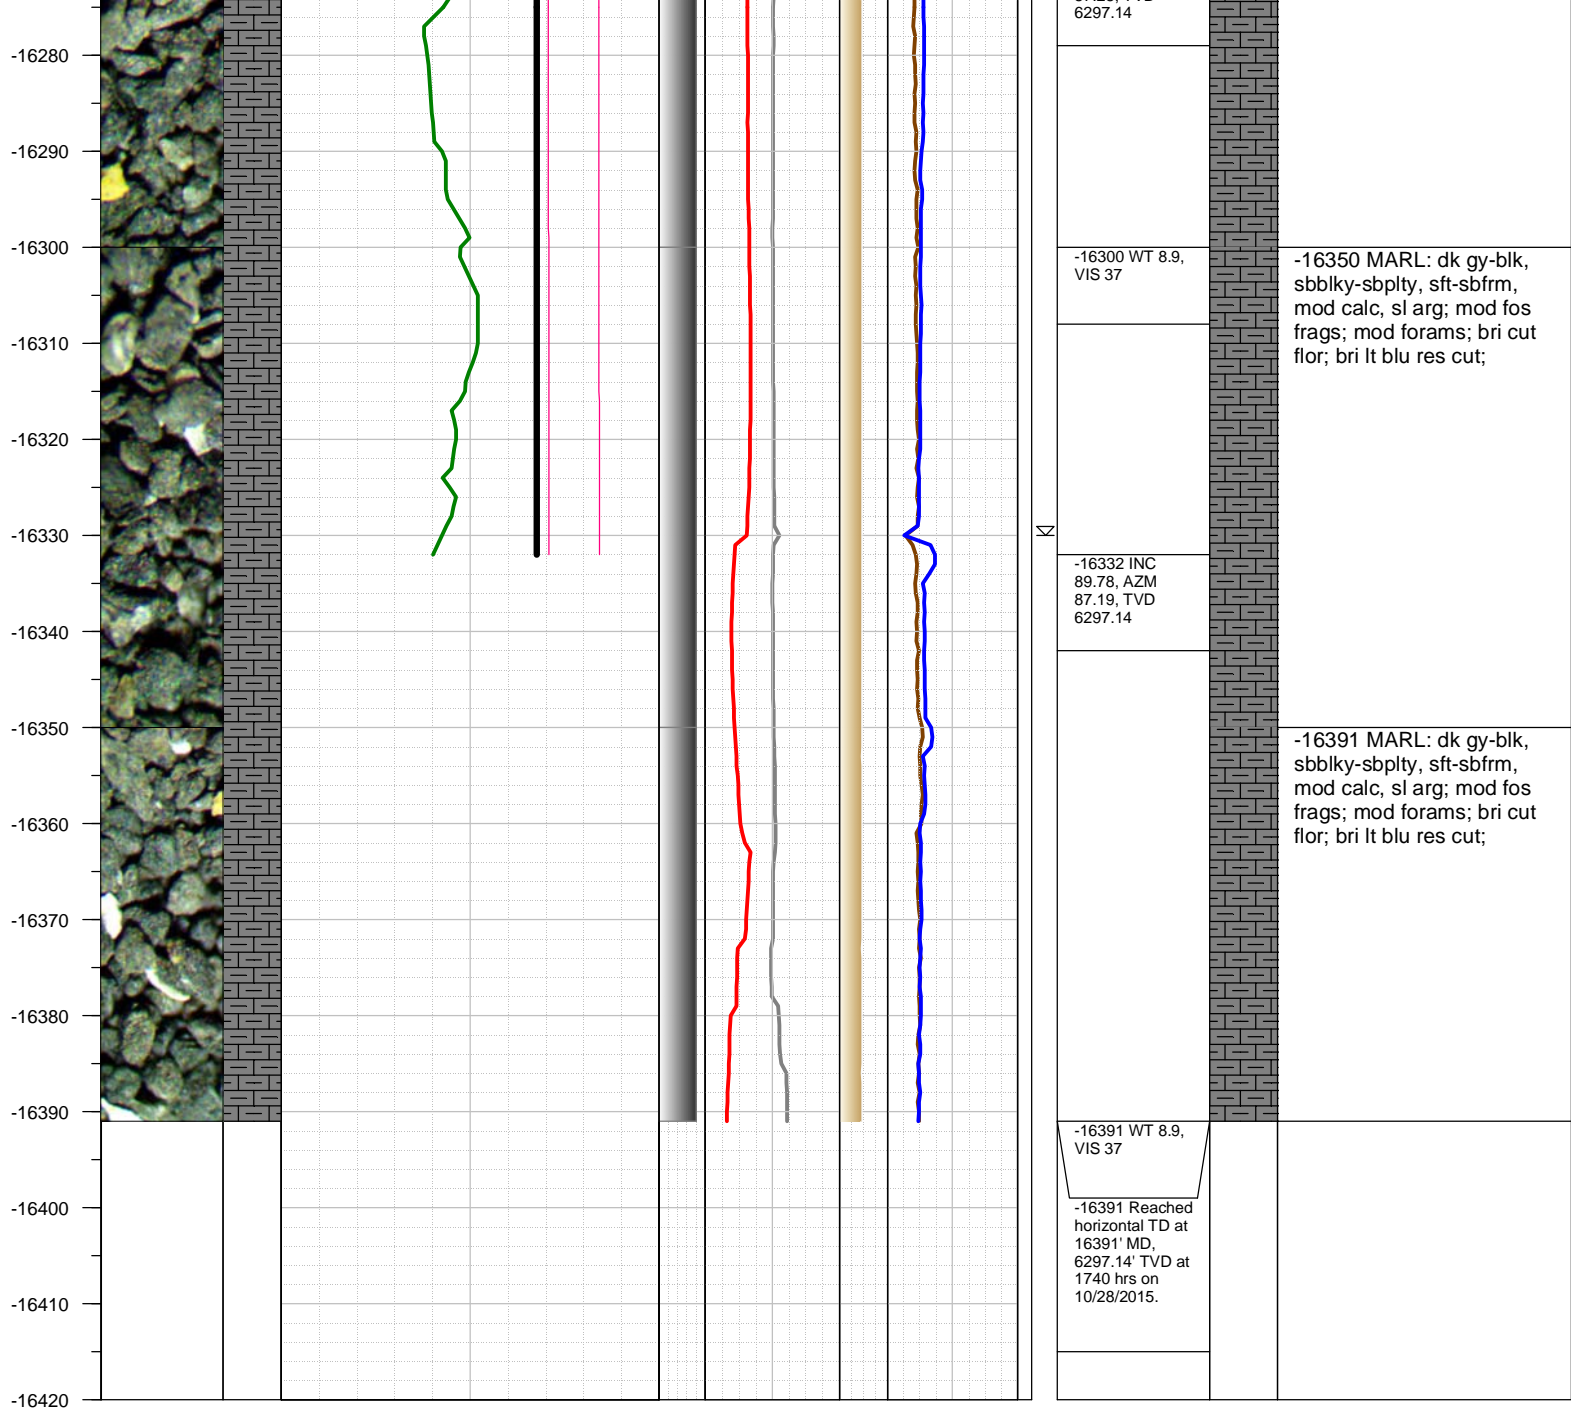 6297.14
-16280
-16290
-16300
-16300 WT 8.9,
VIS 37
-16350 MARL: dk gy-blk,
sbblky-sbplty, sft-sbfrm,
mod calc, sl arg; mod fos
frags; mod forams; bri cut
flor; bri lt blu res cut;
-16310
-16320
-16330
-16332 INC
89.78, AZM
87.19, TVD
6297.14
-16340
-16350
-16391 MARL: dk gy-blk,
sbblky-sbplty, sft-sbfrm,
mod calc, sl arg; mod fos
frags; mod forams; bri cut
flor; bri lt blu res cut;
-16360
-16370
-16380
-16390
-16391 WT 8.9,
VIS 37
-16400
-16391 Reached
horizontal TD at
16391' MD,
6297.14' TVD at
1740 hrs on
10/28/2015.
-16410
-16420